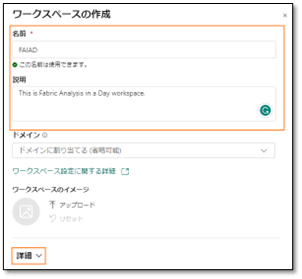 ワークスペースの作成
名前 *
FAIAD
この名前は使用できます。
説明
This is Fabric Analysis in a Day workspace.
ドメイン
ドメインに割り当てる (省略可能)
ワークスペース設定に関する詳細
ワークスペースのイメージ
アップロード
リセット
詳細